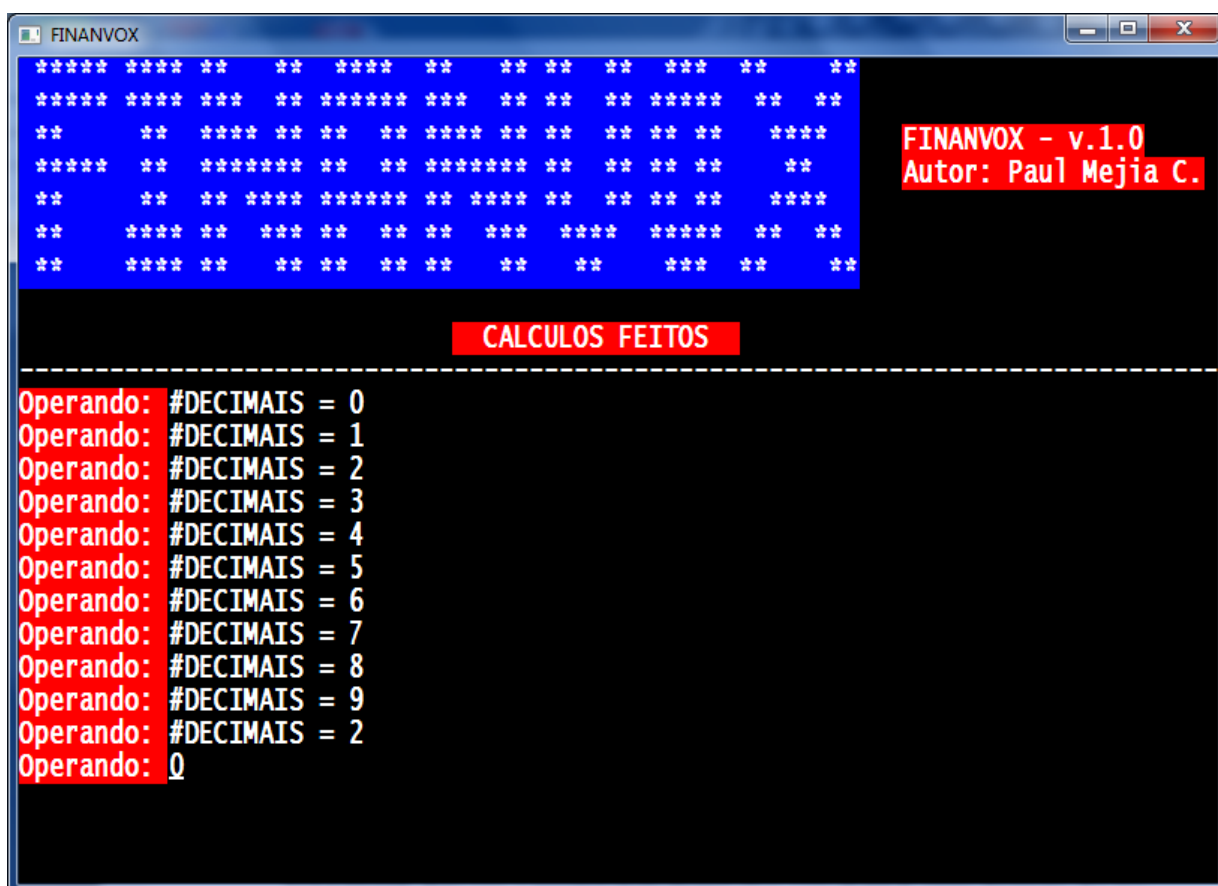 FINANVOX
FINANVOX - v.1.0
Autor: Paul Mejia C.
CALCULOS FEITOS
Operando: #DECIMAIS = 0
Operando: #DECIMAIS = 1
Operando: #DECIMAIS = 2
Operando: #DECIMAIS = 3
Operando: #DECIMAIS = 4
Operando: #DECIMAIS = 5
Operando: #DECIMAIS = 6
Operando: #DECIMAIS = 7
Operando: #DECIMAIS = 8
Operando: #DECIMAIS = 9
Operando: #DECIMAIS = 2
Operando: 0